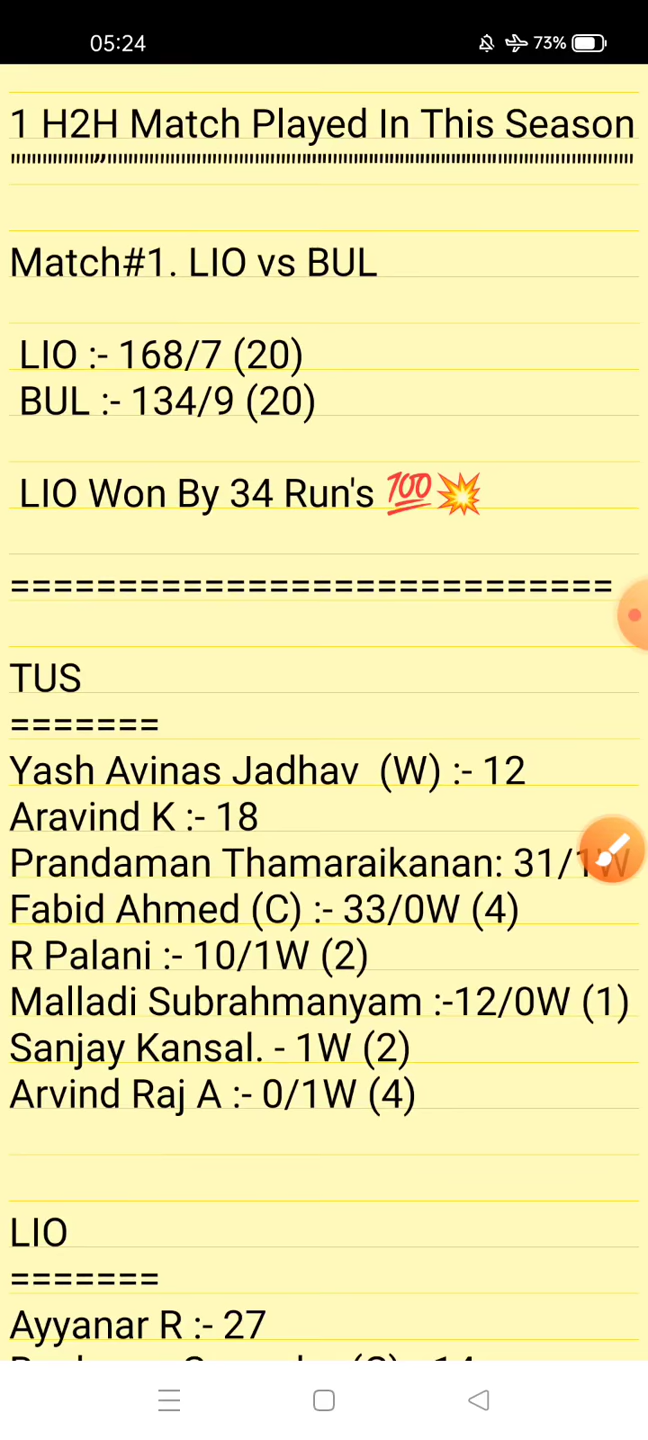 05:24
73%
1 H2H Match Played In This Season
Match#1. LIO vs BUL
LIO :- 168/7 (20)
BUL :- 134/9 (20)
LIO Won By 34 Run's 💯💥
============================
TUS
=======
Yash Avinas Jadhav (W) :- 12
Aravind K :- 18
Prandaman Thamaraikanan: 31/1W
Fabid Ahmed (C) :- 33/0W (4)
R Palani :- 10/1W (2)
Malladi Subrahmanyam :-12/0W (1)
Sanjay Kansal. - 1W (2)
Arvind Raj A :- 0/1W (4)
LIO
=======
Ayyanar R :- 27